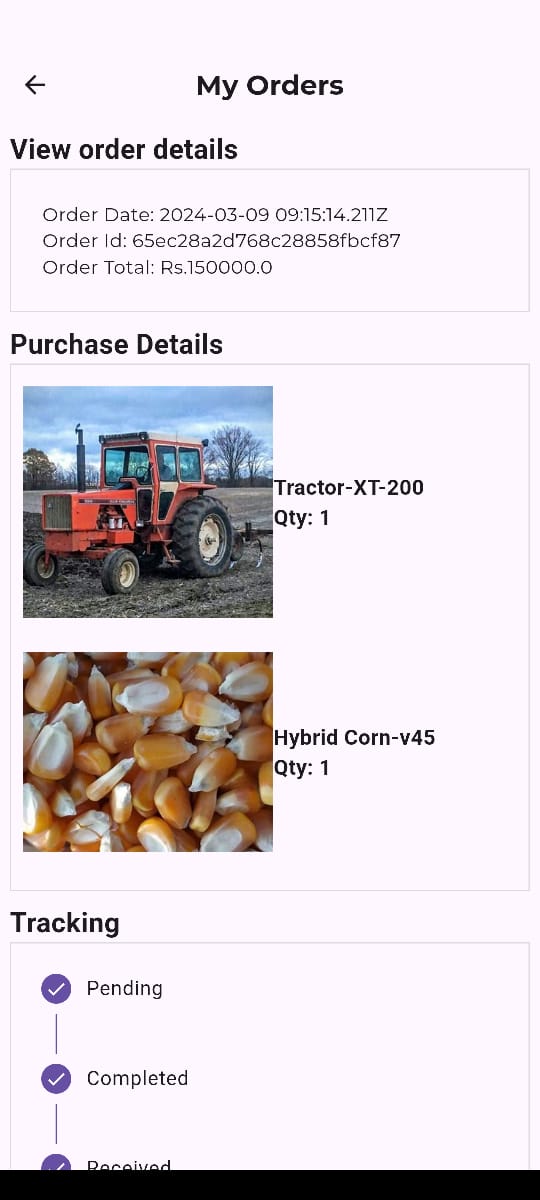 My Orders
View order details
Order Date: 2024-03-09 09:15:14.211Z
Order Id: 65ec28a2d768c28858fbcf87
Order Total: Rs.150000.0
Purchase Details
Tractor-XT-200
Qty: 1
Hybrid Corn-v45
Qty: 1
Tracking
Pending
Completed
Received